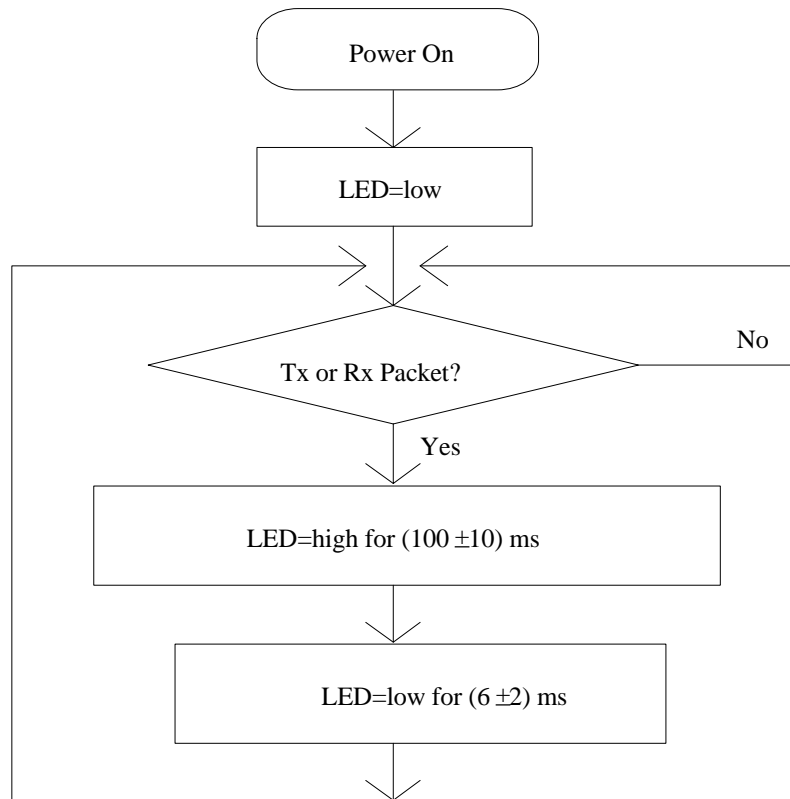 Power On
LED=low
No
Tx or Rx Packet?
Yes
LED=high for (100 ±10) ms
LED=low for (6 ±2) ms